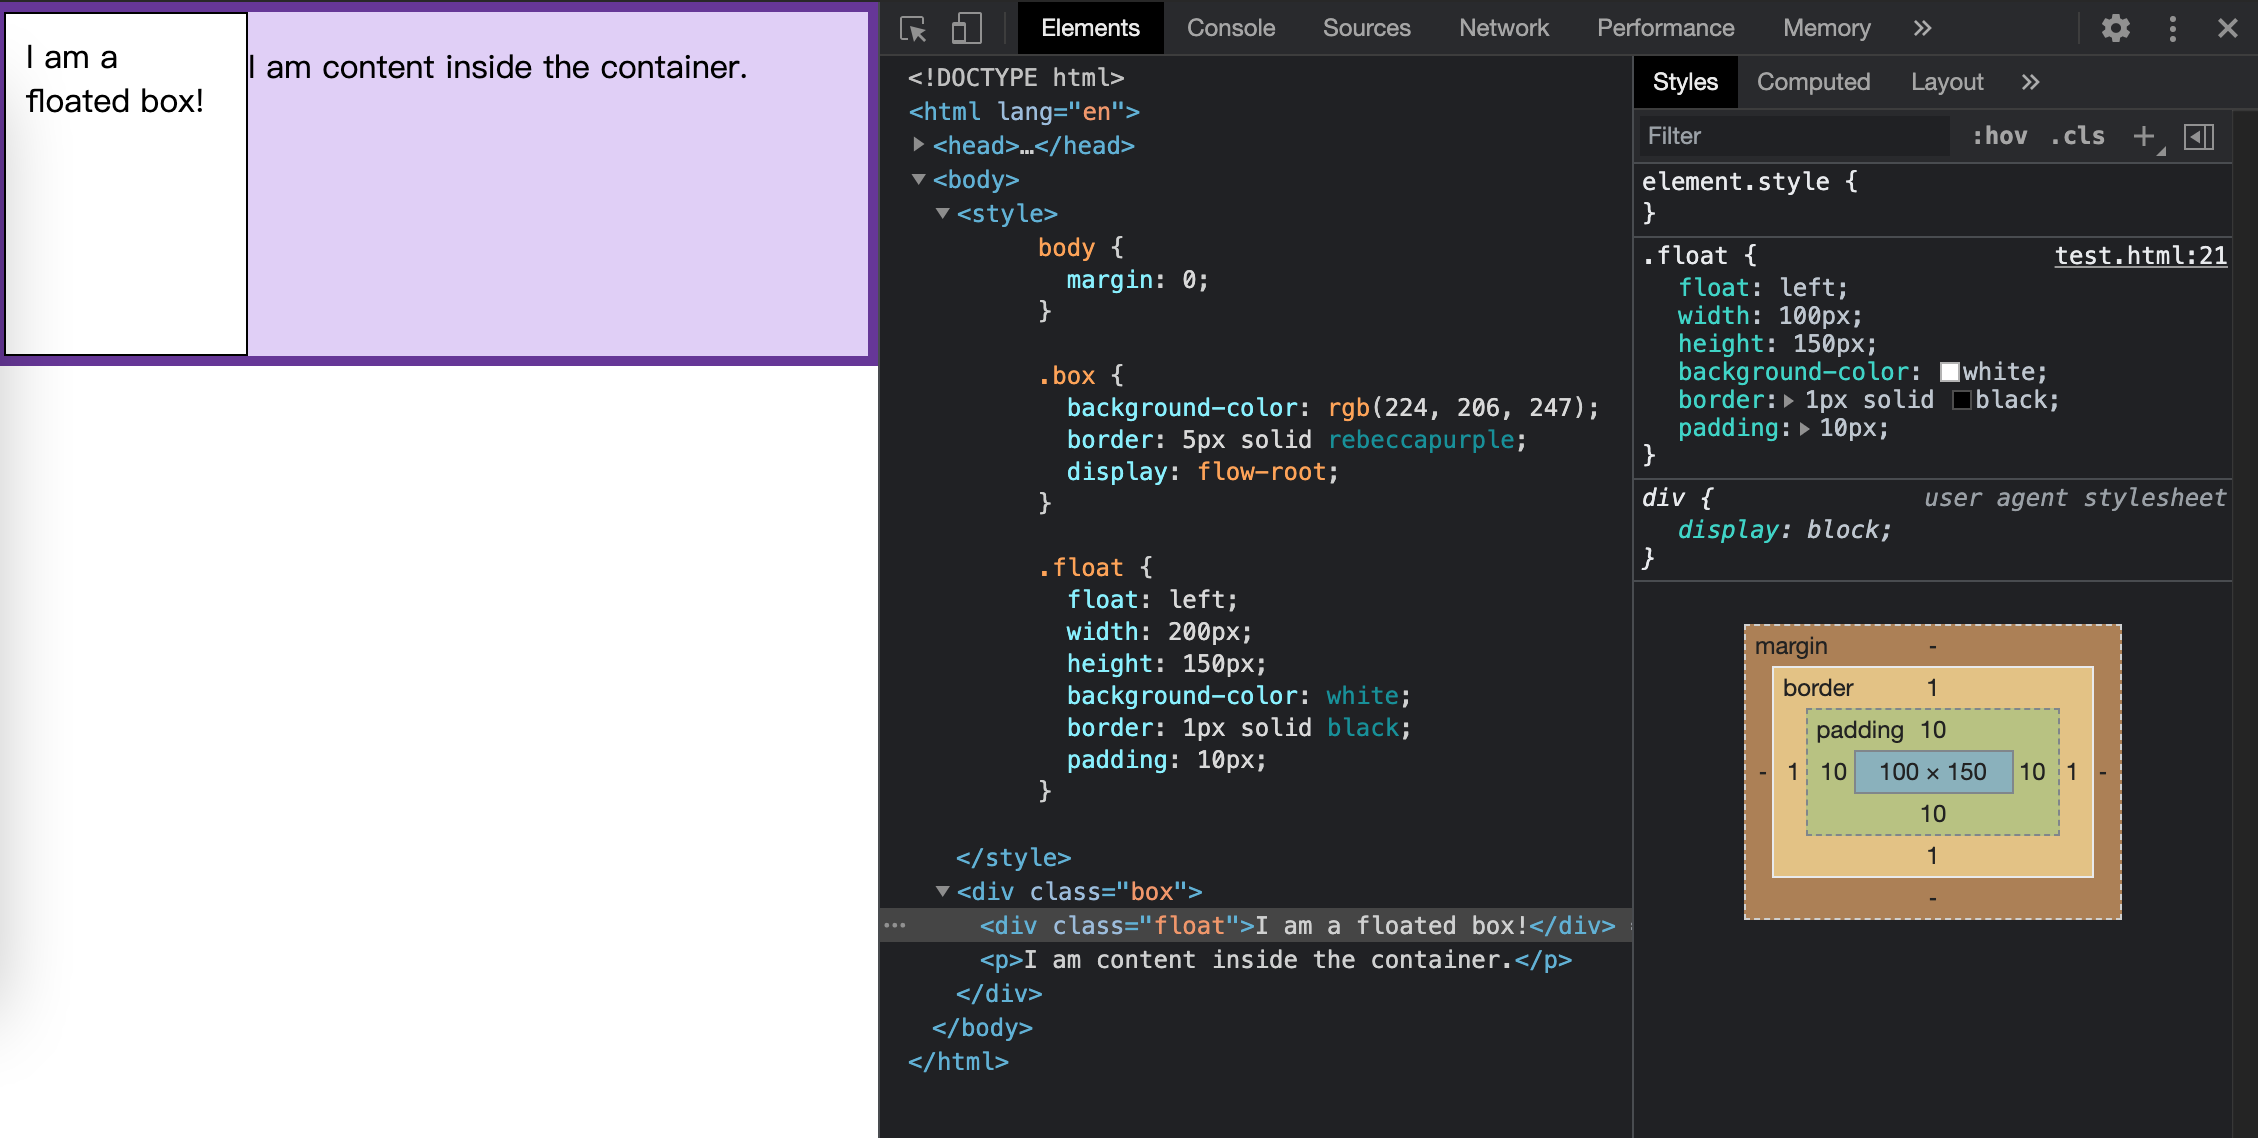 I am a
floated box!
I am content inside the container.
Elements Console Sources Network Performance Memory »
<!DOCTYPE html>
<html lang="en">
<head>…</head>
<body>
<style>
body {
margin: 0;
}
.box {
background-color: rgb(224, 206, 247);
border: 5px solid rebeccapurple;
display: flow-root;
}
.float {
float: left;
width: 200px;
height: 150px;
background-color: white;
border: 1px solid black;
padding: 10px;
}
</style>
<div class="box">
<div class="float">I am a floated box!</div>
<p>I am content inside the container.</p>
</div>
</body>
</html>
Styles Computed Layout »
Filter :hov .cls +
element.style {
}
.float { test.html:21
float: left;
width: 100px;
height: 150px;
background-color: white;
border: 1px solid black;
padding: 10px;
}
div { user agent stylesheet
display: block;
}
margin -
border 1
padding 10
- 1 10 100 × 150 10 1 -
10
1
-